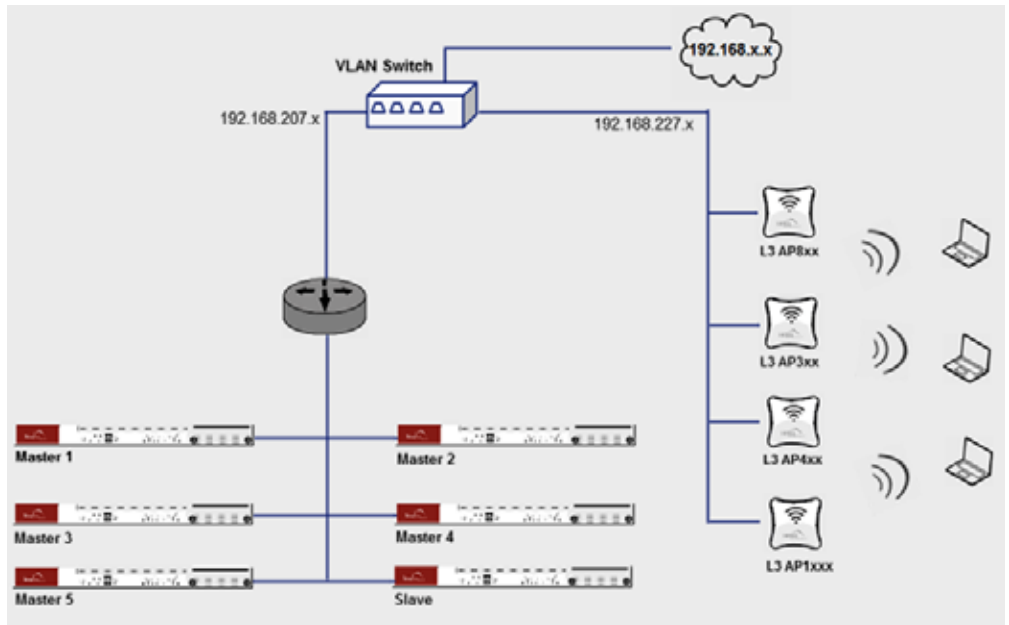 192.168.x.x
VLAN Switch
192.168.207.x
192.168.227.x
L3 AP8xx
L3 AP3xx
L3 AP4xx
L3 AP1xxx
Master 1
Master 2
Master 3
Master 4
Master 5
Slave